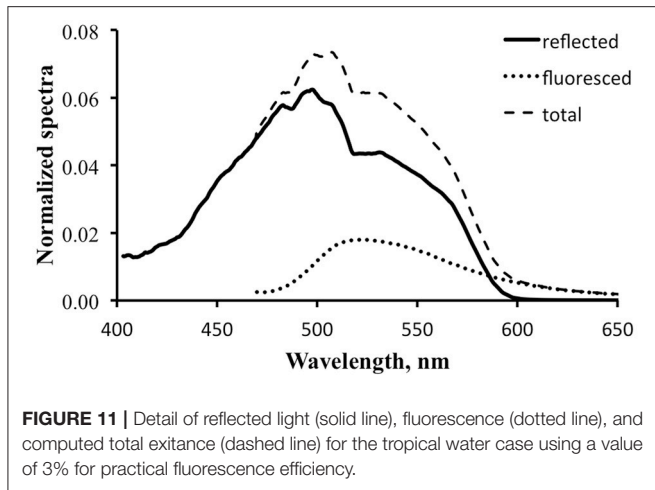 0.08
0.06
0.04
0.02
0.00
Normalized spectra
reflected
fluoresced
total
400 450 500 550 600 650
Wavelength, nm
FIGURE 11 | Detail of reflected light (solid line), fluorescence (dotted line), and
computed total exitance (dashed line) for the tropical water case using a value
of 3% for practical fluorescence efficiency.